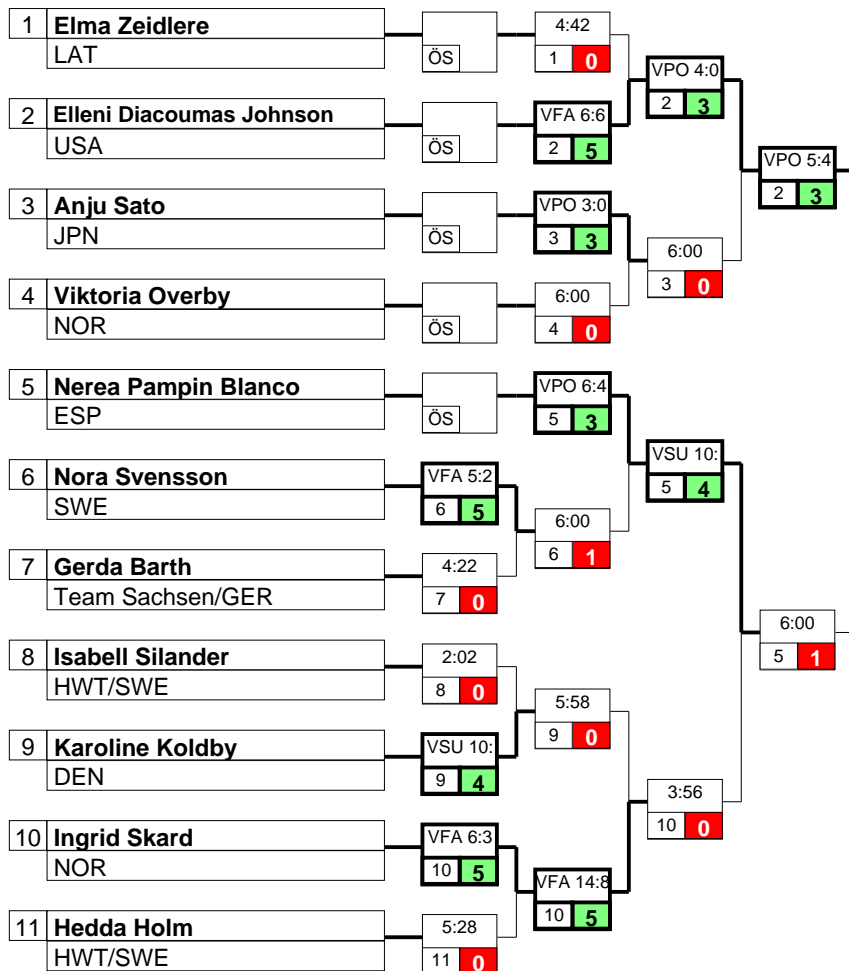 1 Elma Zeidlere
LAT
ÖS
4:42
1 0
VPO 4:0
2 3
2 Elleni Diacoumas Johnson
USA
ÖS
VFA 6:6
2 5
VPO 5:4
2 3
3 Anju Sato
JPN
ÖS
VPO 3:0
3 3
6:00
3 0
4 Viktoria Overby
NOR
ÖS
6:00
4 0
5 Nerea Pampin Blanco
ESP
ÖS
VPO 6:4
5 3
VSU 10:
5 4
6 Nora Svensson
SWE
VFA 5:2
6 5
6:00
6 1
7 Gerda Barth
Team Sachsen/GER
4:22
7 0
6:00
5 1
8 Isabell Silander
HWT/SWE
2:02
8 0
5:58
9 0
9 Karoline Koldby
DEN
VSU 10:
9 4
3:56
10 0
10 Ingrid Skard
NOR
VFA 6:3
10 5
VFA 14:8
10 5
11 Hedda Holm
HWT/SWE
5:28
11 0